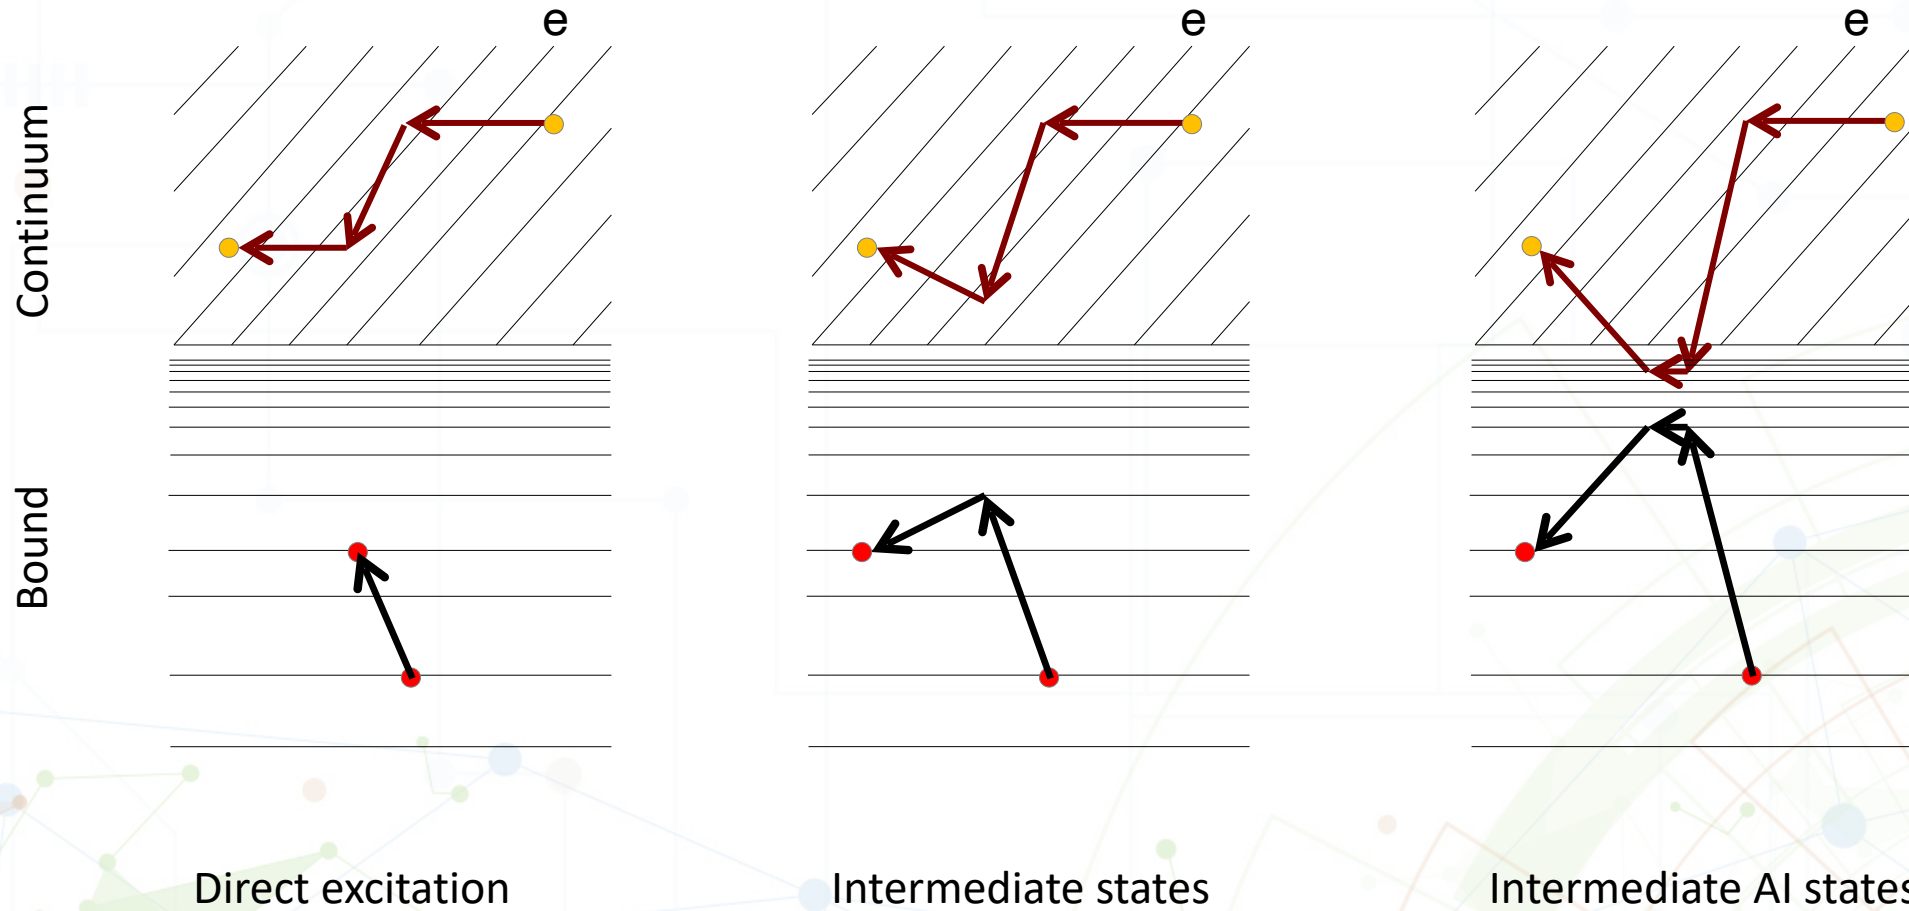 e
e
e
Continuum
Bound
Direct excitation
Intermediate states
Intermediate AI states